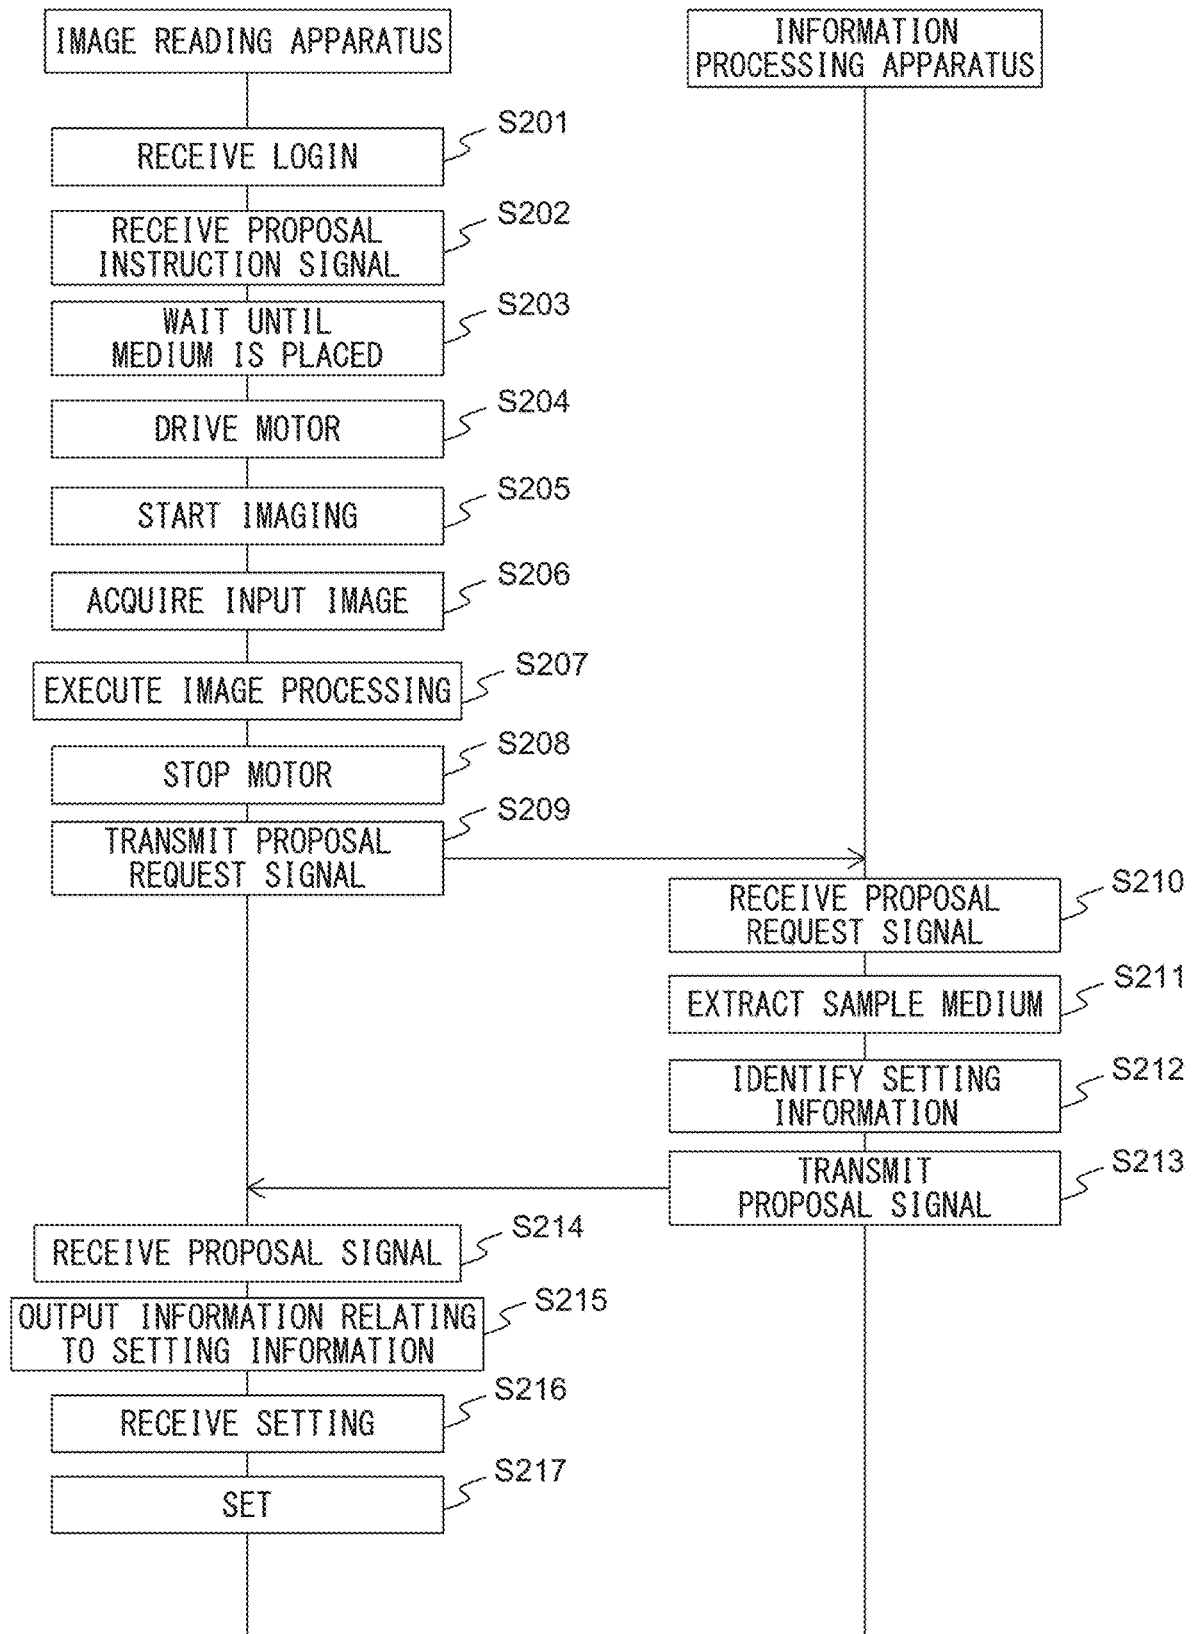 IMAGE READING APPARATUS
INFORMATION
PROCESSING APPARATUS
S201
RECEIVE LOGIN
S202
RECEIVE PROPOSAL
INSTRUCTION SIGNAL
S203
WAIT UNTIL
MEDIUM IS PLACED
S204
DRIVE MOTOR
S205
START IMAGING
S206
ACQUIRE INPUT IMAGE
S207
EXECUTE IMAGE PROCESSING
S208
STOP MOTOR
S209
TRANSMIT PROPOSAL
REQUEST SIGNAL
S210
RECEIVE PROPOSAL
REQUEST SIGNAL
S211
EXTRACT SAMPLE MEDIUM
S212
IDENTIFY SETTING
INFORMATION
S213
TRANSMIT
PROPOSAL SIGNAL
S214
RECEIVE PROPOSAL SIGNAL
S215
OUTPUT INFORMATION RELATING
TO SETTING INFORMATION
S216
RECEIVE SETTING
S217
SET